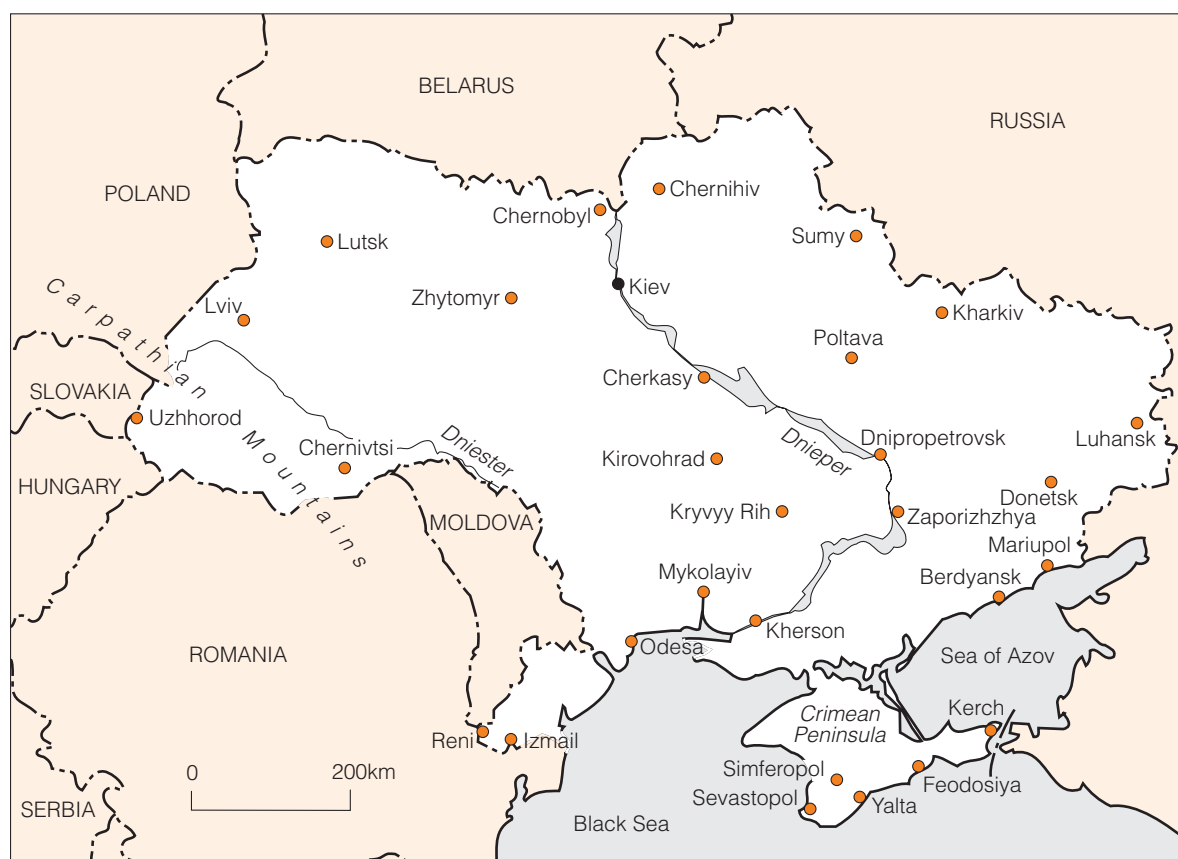 BELARUS
RUSSIA
POLAND
Chernihiv
Chernobyl
Sumy
Lutsk
Kiev
Zhytomyr
Carpathian Mountains
Lviv
Kharkiv
Poltava
Cherkasy
SLOVAKIA
Uzhhorod
Chernivtsi
Dniester
Dnieper
Dnipropetrovsk
Luhansk
Kirovohrad
HUNGARY
Donetsk
MOLDOVA
Kryvyy Rih
Zaporizhzhya
Mariupol
Mykolayiv
Berdyansk
Kherson
Odesa
ROMANIA
Sea of Azov
Kerch
Crimean
Peninsula
Reni
Izmail
0 200km
Simferopol
Feodosiya
Sevastopol
Yalta
SERBIA
Black Sea